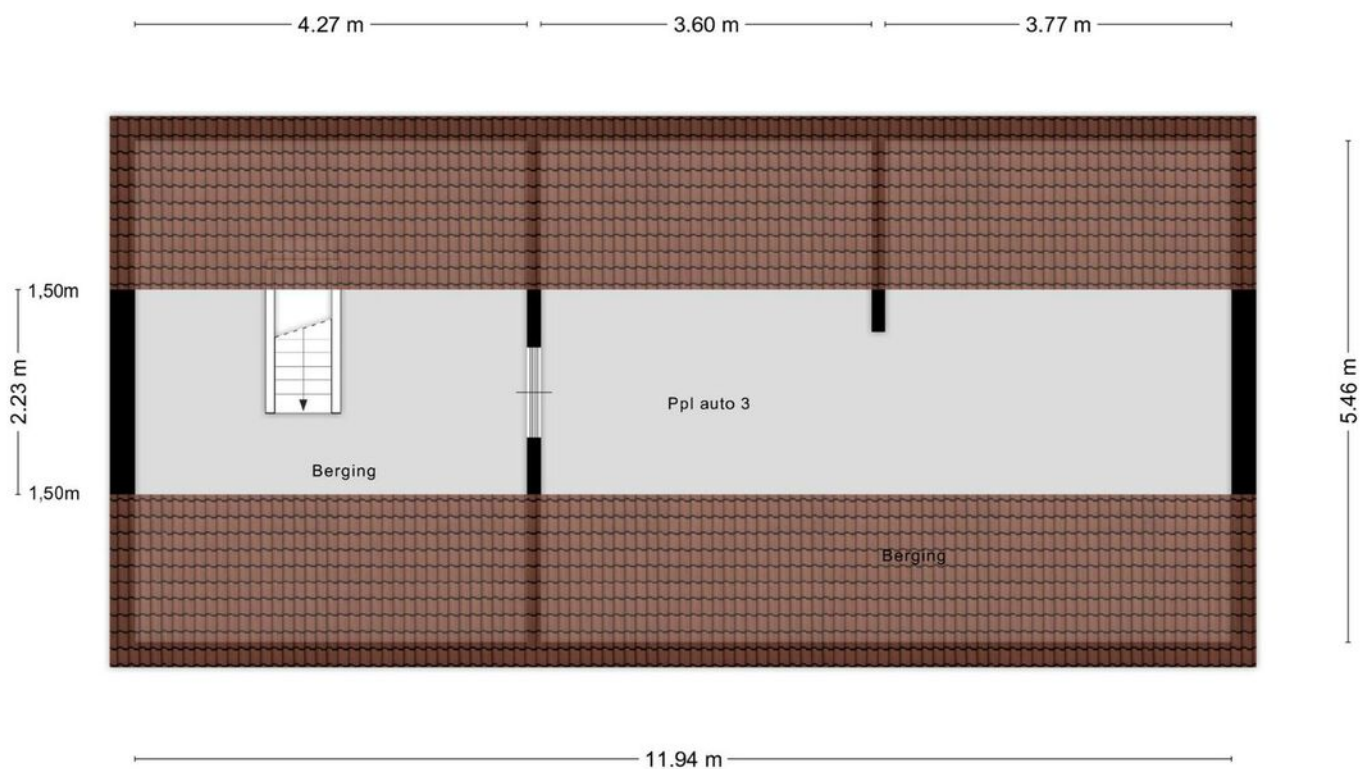 4.27 m
3.60 m
3.77 m
1,50m
2.23 m
5.46 m
Ppl auto 3
Berging
1,50m
Berging
11.94 m